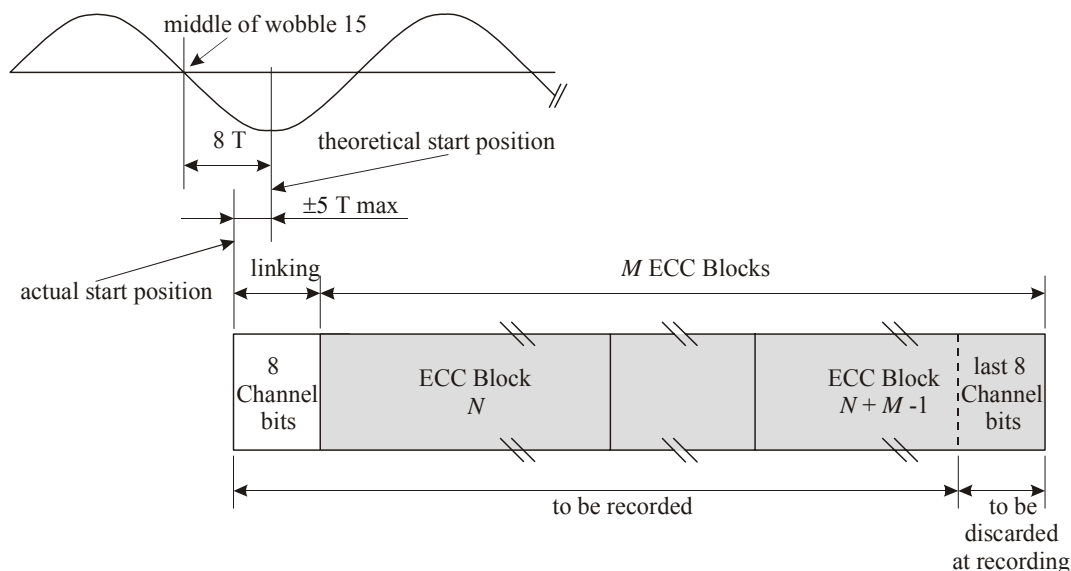 middle of wobble 15
8 T
theoretical start position
±5 T max
linking
M ECC Blocks
actual start position
8
Channel
bits
ECC Block
N
ECC Block
N + M -1
last 8
Channel
bits
to be recorded
to be
discarded
at recording